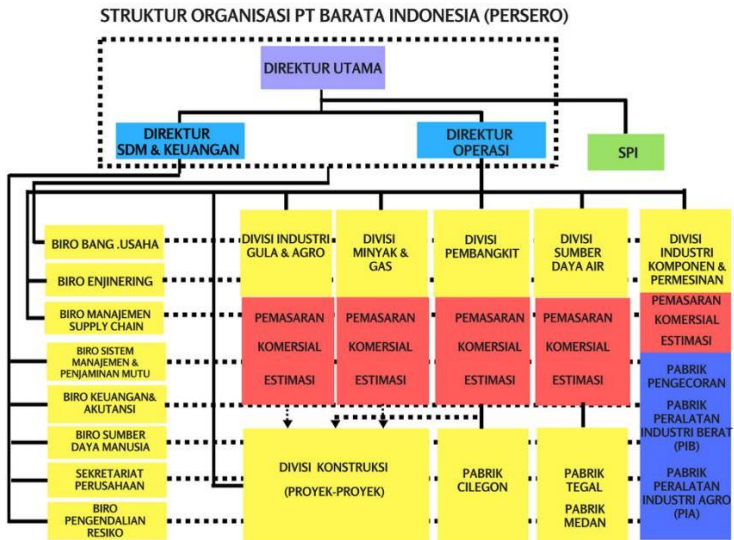 STRUKTUR ORGANISASI PT BARATA INDONESIA (PERSERO)
DIREKTUR UTAMA
DIREKTUR
SDM & KEUANGAN
DIREKTUR
OPERASI
SPI
BIRO BANG .USAHA
BIRO ENJINERING
BIRO MANAJEMEN
SUPPLY CHAIN
BIRO SISTEM
MANAJEMEN &
PENJAMINAN MUTU
BIRO KEUANGAN&
AKUTANSI
BIRO SUMBER
DAYA MANUSIA
SEKRETARIAT
PERUSAHAAN
BIRO
PENGENDALIAN
RESIKO
DIVISI INDUSTRI
GULA & AGRO
PEMASARAN
KOMERSIAL
ESTIMASI
DIVISI
MINYAK &
GAS
PEMASARAN
KOMERSIAL
ESTIMASI
DIVISI
PEMBANGKIT
PEMASARAN
KOMERSIAL
ESTIMASI
DIVISI
SUMBER
DAYA AIR
PEMASARAN
KOMERSIAL
ESTIMASI
DIVISI
INDUSTRI
KOMPONEN &
PERMESINAN
PEMASARAN
KOMERSIAL
ESTIMASI
PABRIK
PENGECORAN
PABRIK
PERALATAN
INDUSTRI BERAT
(PIB)
PABRIK
PERALATAN
INDUSTRI AGRO
(PIA)
DIVISI KONSTRUKSI
(PROYEK-PROYEK)
PABRIK
CILEGON
PABRIK
TEGAL
PABRIK
MEDAN